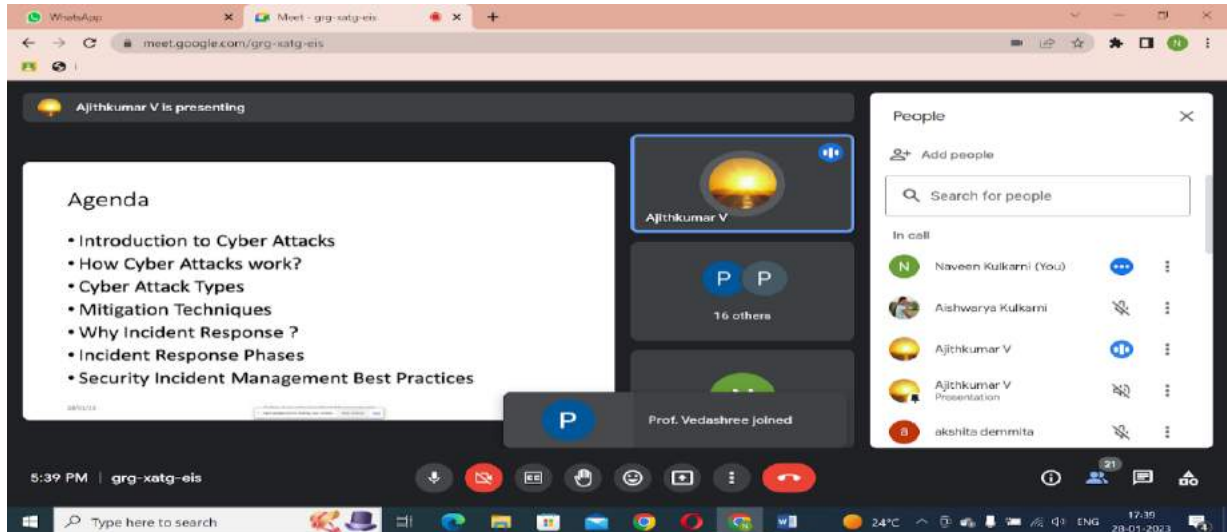 WhatsApp
Meet - grg-xatg-eis
meet.google.com/grg-xatg-eis
N
Ajithkumar V is presenting
Agenda
• Introduction to Cyber Attacks
• How Cyber Attacks work?
• Cyber Attack Types
• Mitigation Techniques
• Why Incident Response ?
• Incident Response Phases
• Security Incident Management Best Practices
Ajithkumar V
P P
16 others
P
Prof. Vedashree joined
People
Add people
Search for people
In call
N Naveen Kulkarni (You)
Aishwarya Kulkarni
Ajithkumar V
Ajithkumar V
Presentation
a akshita demmita
5:39 PM | grg-xatg-eis
21
Type here to search
24°C
ENG
17:39
28-01-2023